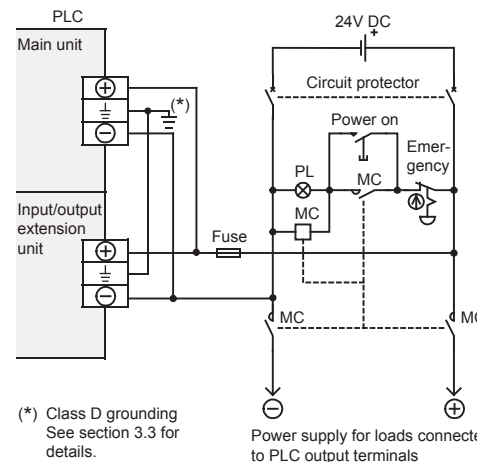 PLC
24V DC
+
Main unit
Circuit protector
(*)
Power on
Emer-
gency
PL
MC
MC
Input/output
extension
unit
Fuse
MC
MC
(*) Class D grounding
See section 3.3 for
details.
Power supply for loads connecte
to PLC output terminals